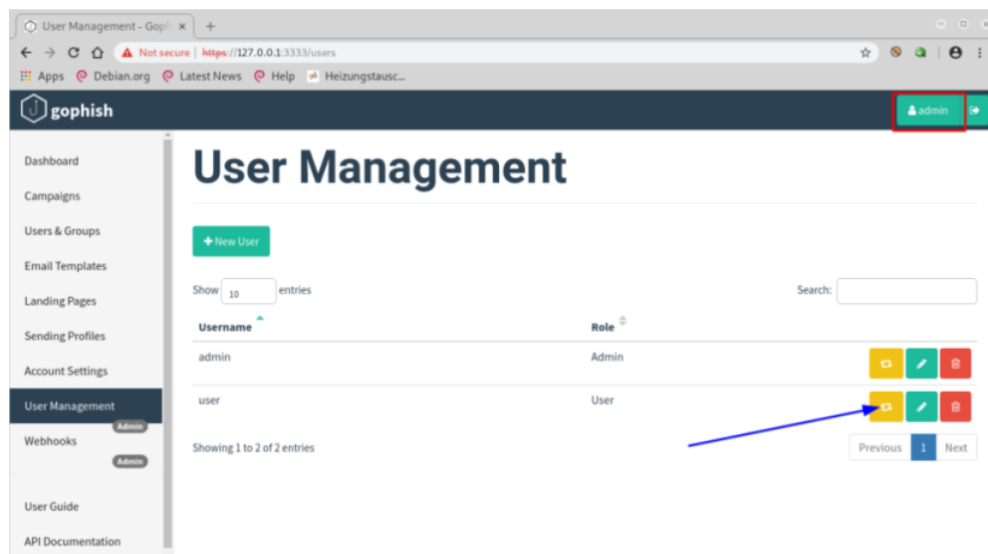 User Management - Goph
Not secure | https://127.0.0.1:3333/users
Apps Debian.org Latest News Help Heizungstausc...
gophish
admin
Dashboard
User Management
Campaigns
Users & Groups
+ New User
Email Templates
Show 10 entries
Search:
Landing Pages
Username Role
Sending Profiles
admin Admin
Account Settings
User Management
Admin
user User
Webhooks
Admin
Showing 1 to 2 of 2 entries
Previous 1 Next
User Guide
API Documentation